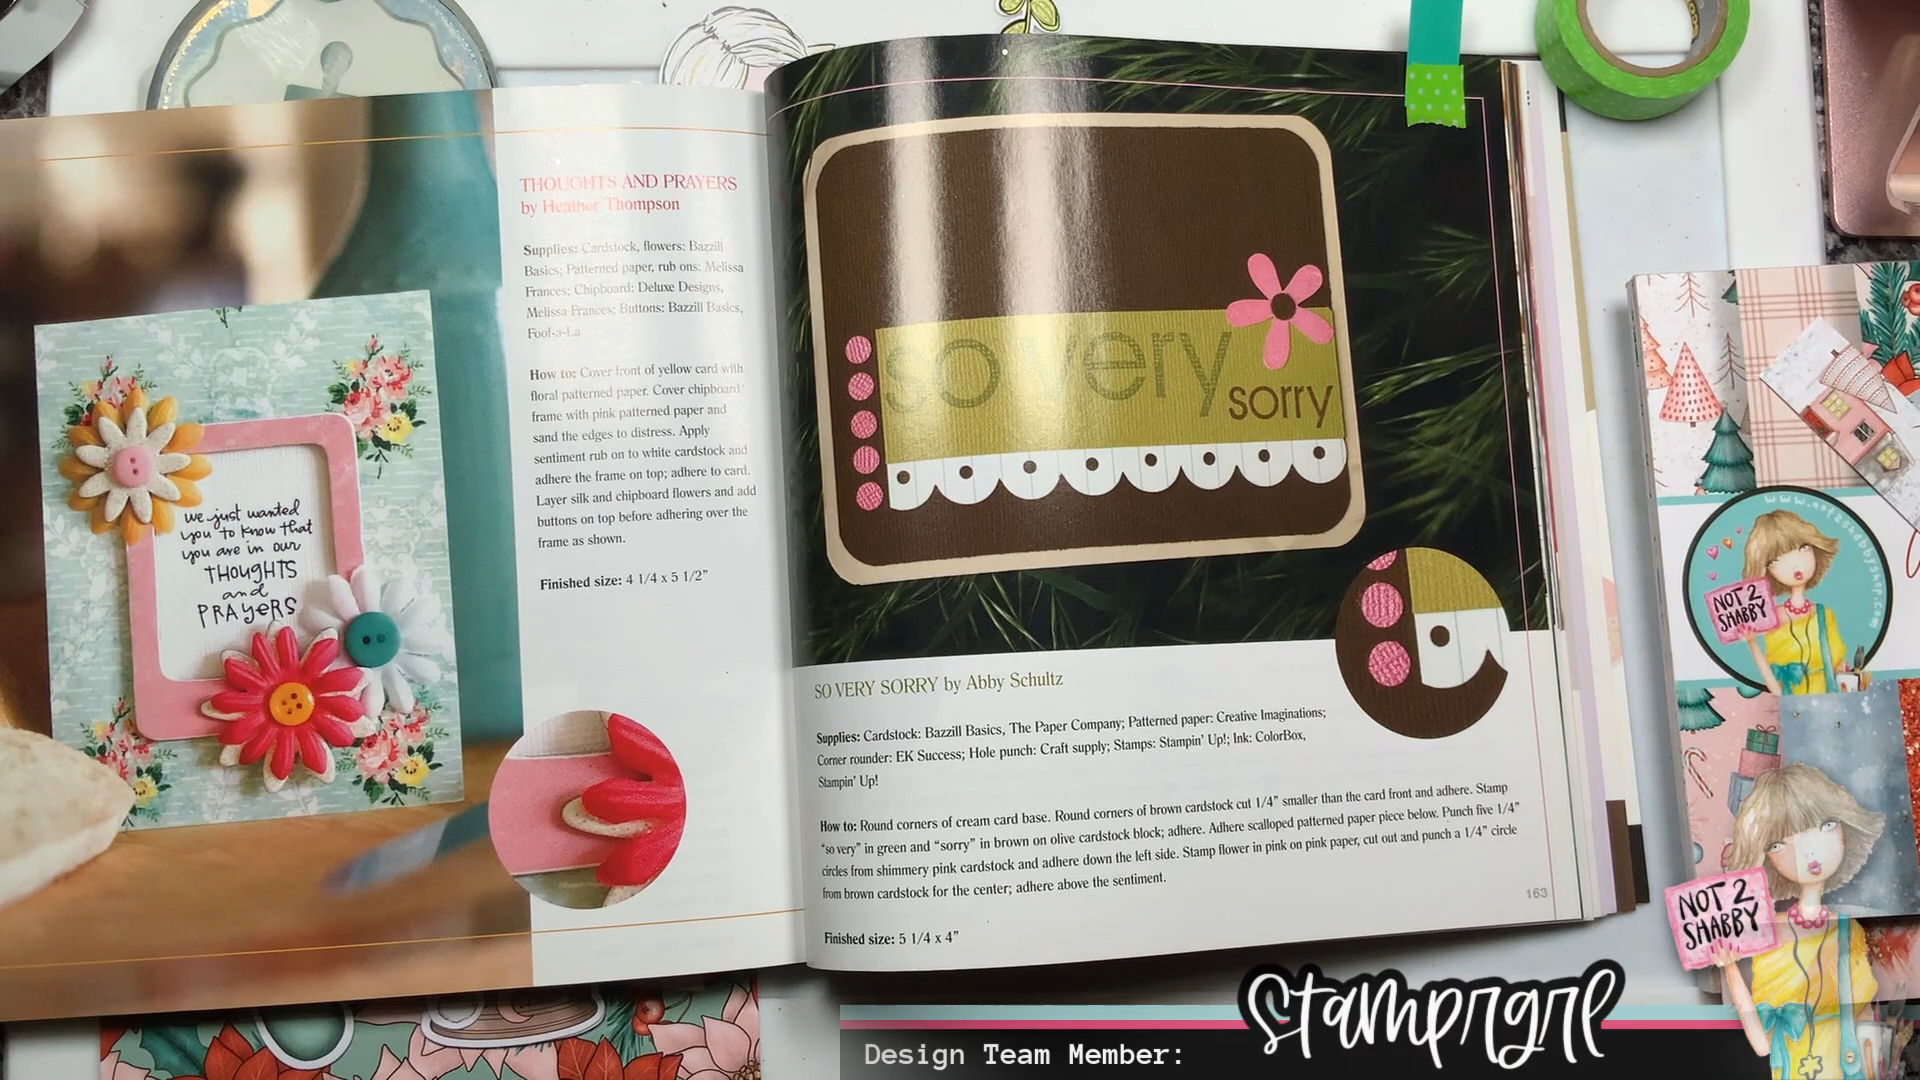 we just wanted
you to know that
you are in our
THOUGHTS
and
PRAYERS
THOUGHTS AND PRAYERS
by Heather Thompson
Supplies: Cardstock, flowers: Bazzill
Basics; Patterned paper, rub ons: Melissa
Frances; Chipboard: Deluxe Designs,
Melissa Frances; Buttons: Bazzill Basics,
Foof-a-La
How to: Cover front of yellow card with
floral patterned paper. Cover chipboard
frame with pink patterned paper and
sand the edges to distress. Apply
sentiment rub on to white cardstock and
adhere the frame on top; adhere to card.
Layer silk and chipboard flowers and add
buttons on top before adhering over the
frame as shown.
Finished size: 4 1/4 x 5 1/2”
so very
sorry
SO VERY SORRY by Abby Schultz
Supplies: Cardstock: Bazzill Basics, The Paper Company; Patterned paper: Creative Imaginations;
Corner rounder: EK Success; Hole punch: Craft supply; Stamps: Stampin’ Up!; Ink: ColorBox,
Stampin’ Up!
How to: Round corners of cream card base. Round corners of brown cardstock cut 1/4” smaller than the card front and adhere. Stamp
“so very” in green and “sorry” in brown on olive cardstock block; adhere. Adhere scalloped patterned paper piece below. Punch five 1/4”
circles from shimmery pink cardstock and adhere down the left side. Stamp flower in pink on pink paper, cut out and punch a 1/4” circle
from brown cardstock for the center; adhere above the sentiment.
Finished size: 5 1/4 x 4”
163
www.not2shabbyshop.com
NOT 2
SHABBY
NOT 2
SHABBY
Stamprgrl
Design Team Member: